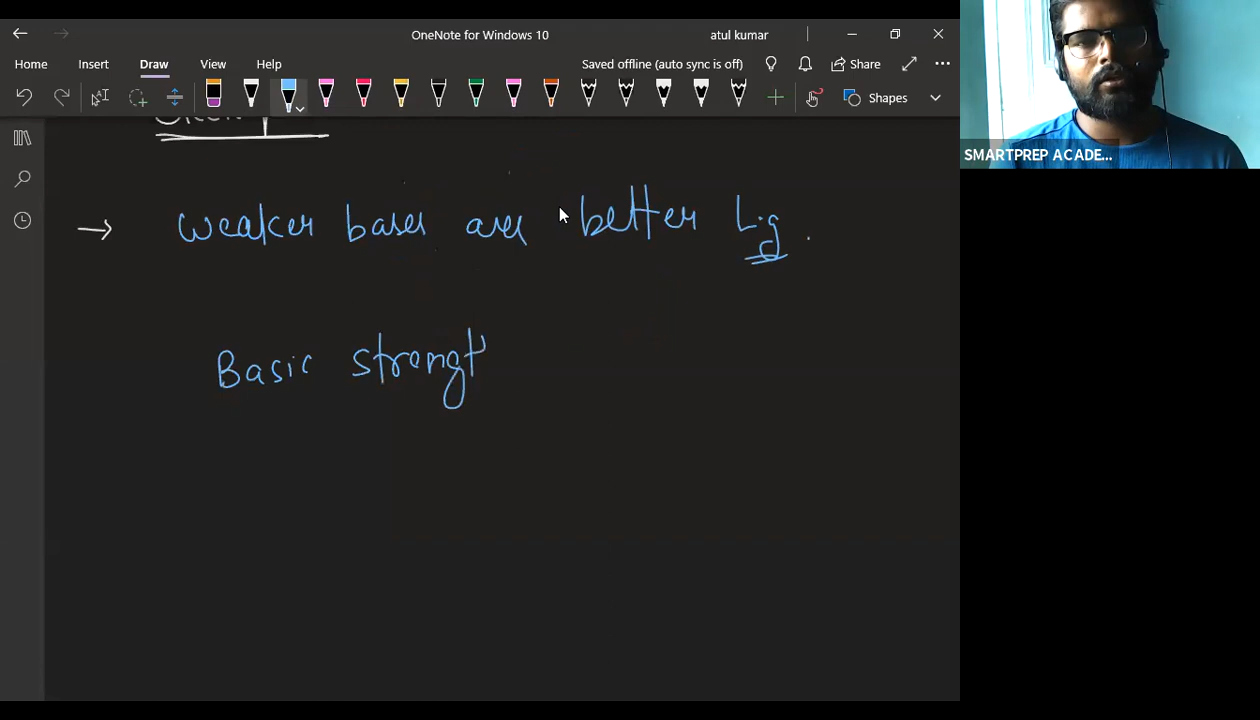 OneNote for Windows 10 atul kumar
Home Insert Draw View Help Saved offline (auto sync is off) Share
Shapes
SMARTPREP ACADE...
→ weaker bases are better L.g.
Basic strengt